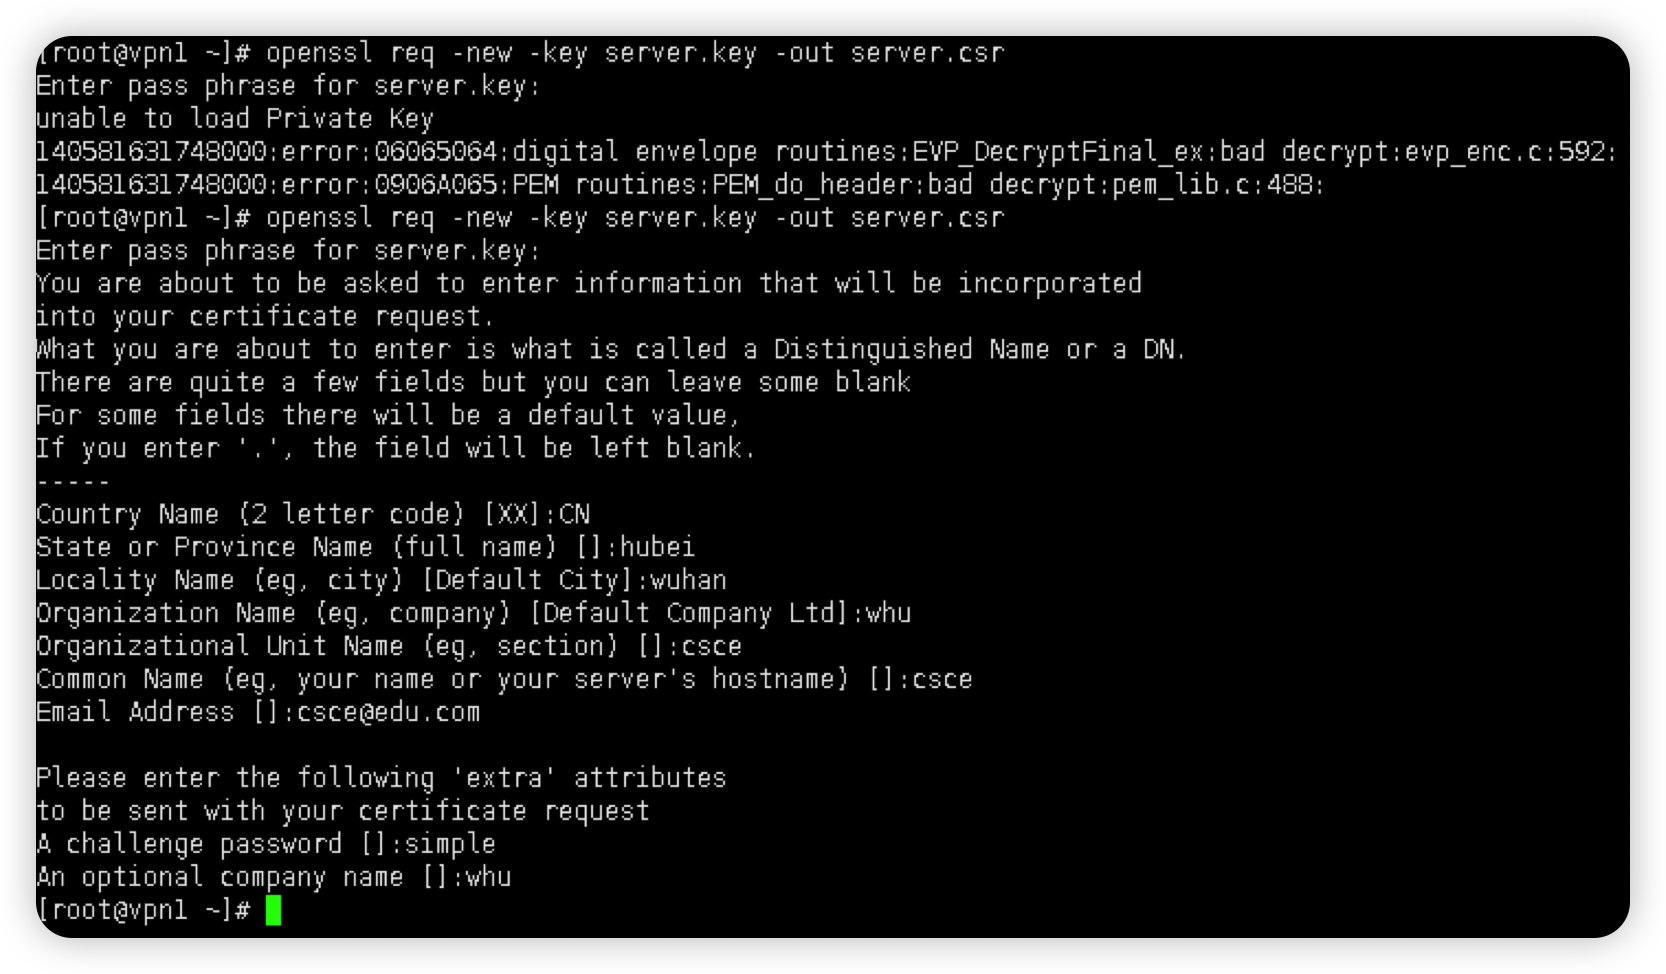 [root@vpn1 ~]# openssl req -new -key server.key -out server.csr
Enter pass phrase for server.key:
unable to load Private Key
140581631748000:error:06065064:digital envelope routines:EVP_DecryptFinal_ex:bad decrypt:evp_enc.c:592:
140581631748000:error:0906A065:PEM routines:PEM_do_header:bad decrypt:pem_lib.c:488:
[root@vpn1 ~]# openssl req -new -key server.key -out server.csr
Enter pass phrase for server.key:
You are about to be asked to enter information that will be incorporated
into your certificate request.
What you are about to enter is what is called a Distinguished Name or a DN.
There are quite a few fields but you can leave some blank
For some fields there will be a default value,
If you enter '.', the field will be left blank.
-----
Country Name (2 letter code) [XX]:CN
State or Province Name (full name) []:hubei
Locality Name (eg, city) [Default City]:wuhan
Organization Name (eg, company) [Default Company Ltd]:whu
Organizational Unit Name (eg, section) []:csce
Common Name (eg, your name or your server's hostname) []:csce
Email Address []:csce@edu.com
Please enter the following 'extra' attributes
to be sent with your certificate request
A challenge password []:simple
An optional company name []:whu
[root@vpn1 ~]#